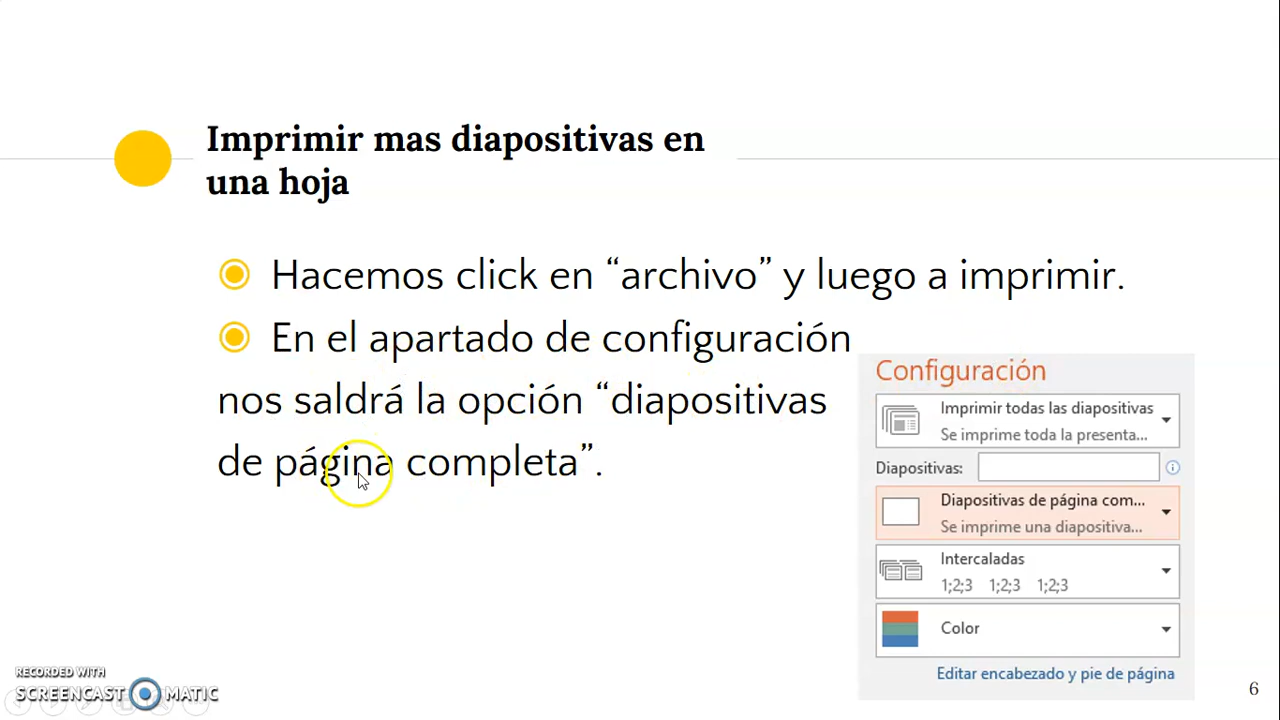 Imprimir mas diapositivas en
una hoja
Hacemos click en “archivo” y luego a imprimir.
En el apartado de configuración
nos saldrá la opción “diapositivas
de página completa”.
Configuración
Imprimir todas las diapositivas
Se imprime toda la presenta...
Diapositivas:
Diapositivas de página com...
Se imprime una diapositiva...
Intercaladas
1;2;3 1;2;3 1;2;3
Color
Editar encabezado y pie de página
RECORDED WITH
SCREENCAST MATIC
6